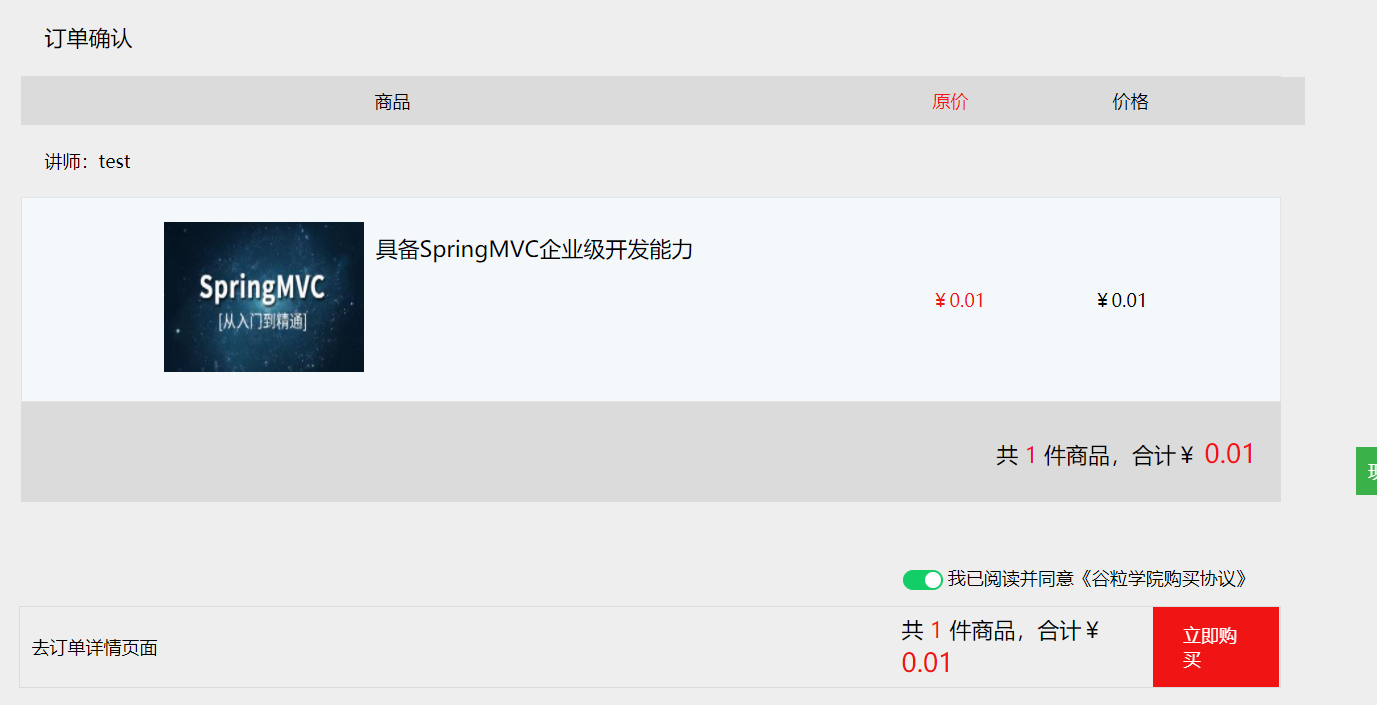 订单确认
商品 原价 价格
讲师：test
具备SpringMVC企业级开发能力
SpringMVC
[从入门到精通]
￥0.01 ￥0.01
共 1 件商品，合计￥ 0.01
我已阅读并同意《谷粒学院购买协议》
去订单详情页面
共 1 件商品，合计￥
0.01
立即购
买